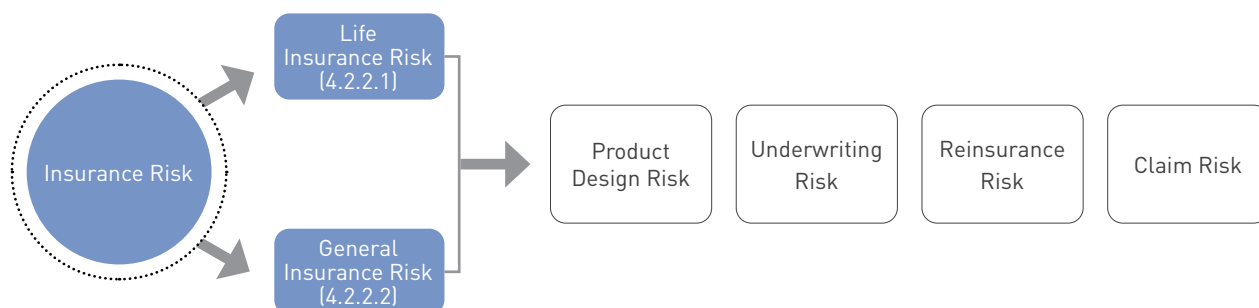 Insurance Risk
Life
Insurance Risk
(4.2.2.1)
General
Insurance Risk
(4.2.2.2)
Product
Design Risk
Underwriting
Risk
Reinsurance
Risk
Claim Risk